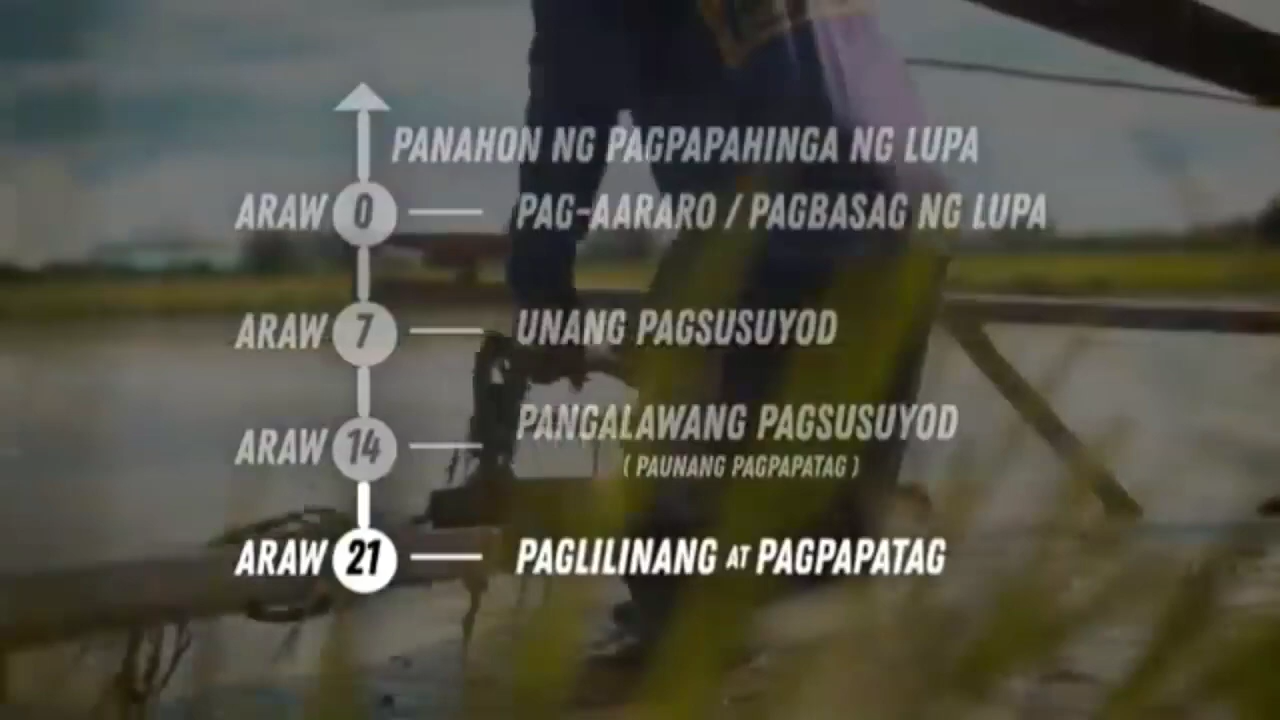 PANAHON NG PAGPAPAHINGA NG LUPA
ARAW 0 PAG-AARARO / PAGBASAG NG LUPA
ARAW 7 UNANG PAGSUSUYOD
ARAW 14 PANGALAWANG PAGSUSUYOD
( PAUNANG PAGPAPATAG )
ARAW 21 PAGLILINANG AT PAGPAPATAG